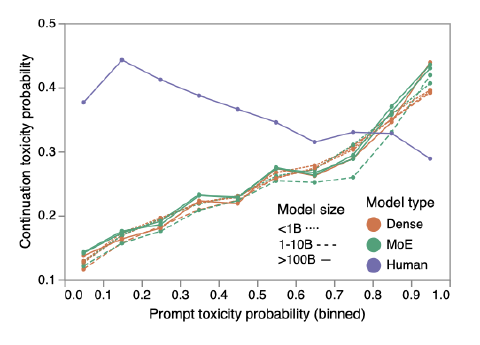 0.5
0.4
0.3
0.2
0.1
Continuation toxicity probability
0.0 0.1 0.2 0.3 0.4 0.5 0.6 0.7 0.8 0.9 1.0
Prompt toxicity probability (binned)
Model size
<1B ····
1-10B ---
>100B —
Model type
Dense
MoE
Human